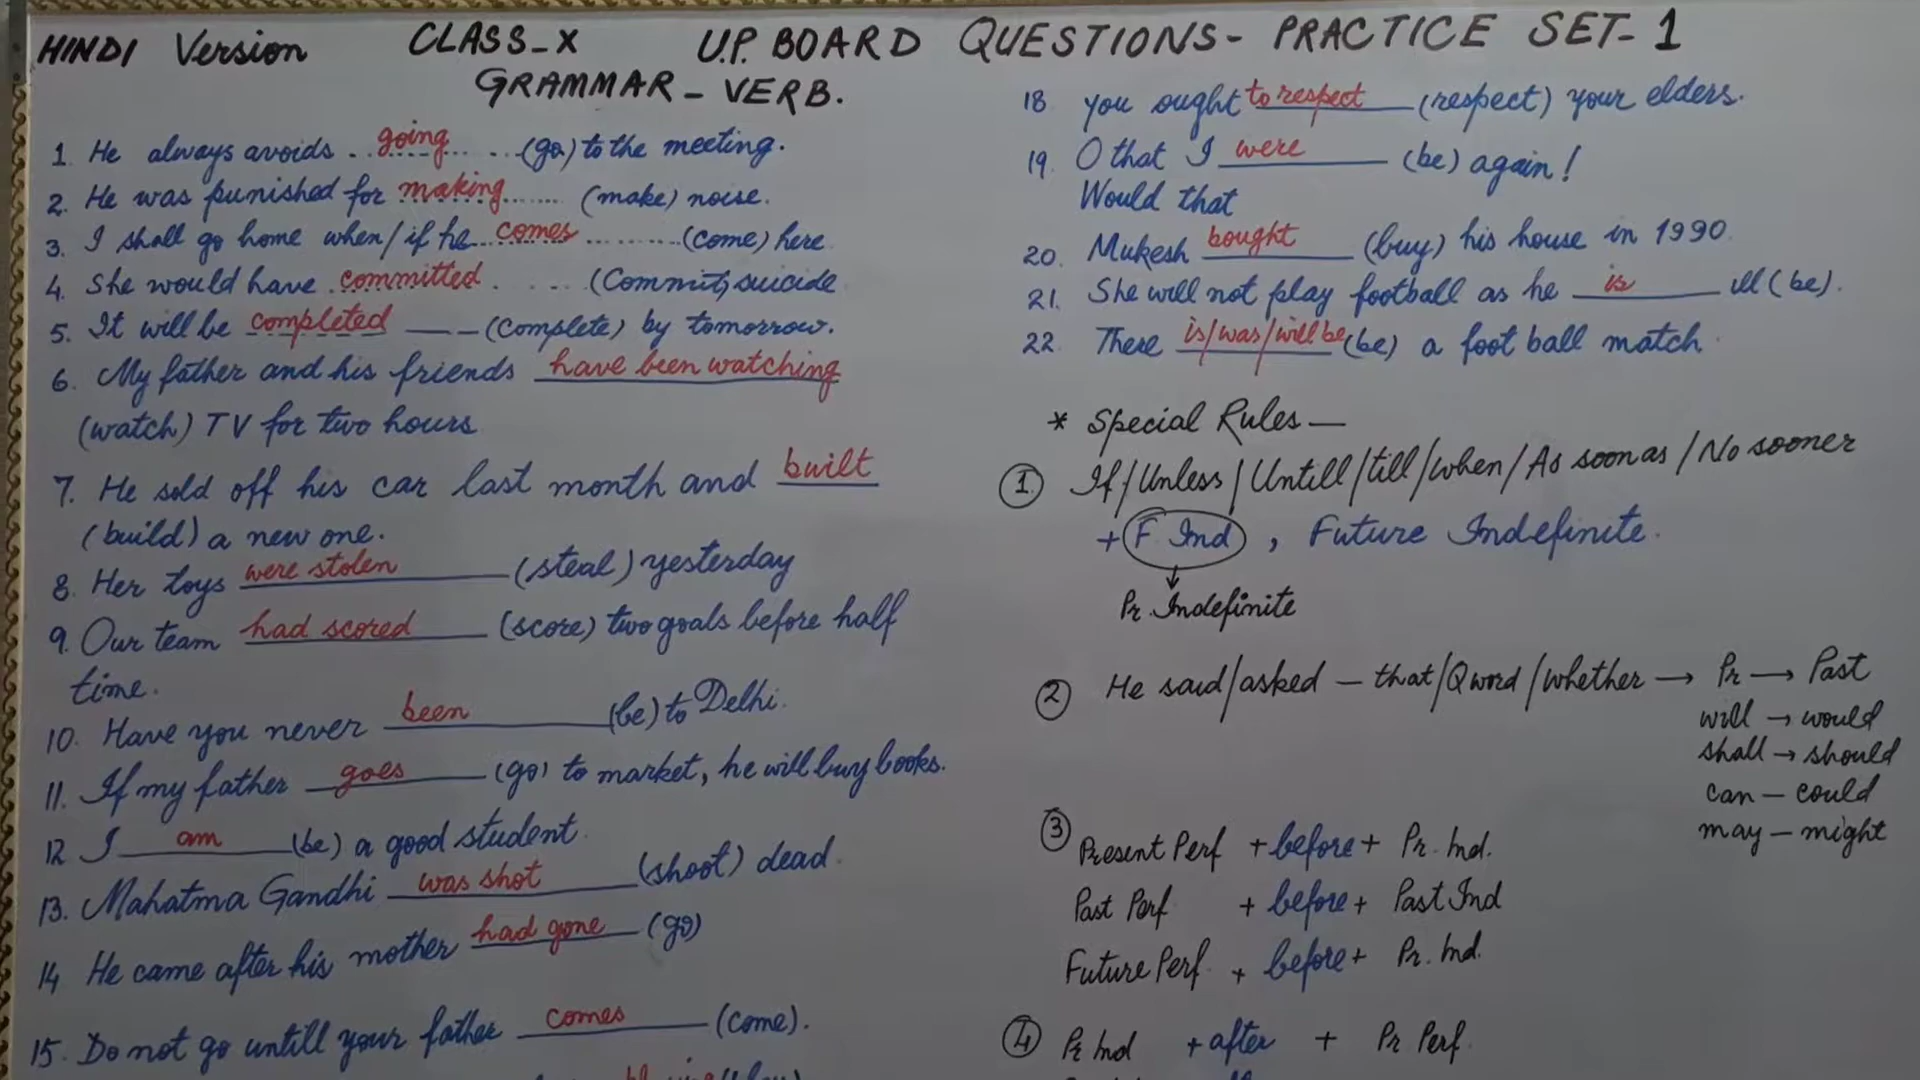 HINDI Version CLASS-X U.P. BOARD QUESTIONS- PRACTICE SET-1
GRAMMAR - VERB.
1. He always avoids going (go) to the meeting.
2. He was punished for making (make) noise.
3. I shall go home when/if he comes (come) here
4. She would have committed (Commit) suicide
5. It will be completed (Complete) by tomorrow.
6. My father and his friends have been watching
(watch) TV for two hours
7. He sold off his car last month and built
(build) a new one.
8. Her toys were stolen (steal) yesterday
9. Our team had scored (score) two goals before half
time.
10. Have you never been (be) to Delhi.
11. If my father goes (go) to market, he will buy books.
12 I am (be) a good student.
13. Mahatma Gandhi was shot (shoot) dead.
14 He came after his mother had gone (go)
15. Do not go untill your father comes (come).
18. You ought to respect (respect) your elders.
19. O that I were (be) again!
Would that
20. Mukesh bought (buy) his house in 1990.
21. She will not play football as he is ill (be).
22. There is/was/will be (be) a foot ball match
* Special Rules —
1. If/Unless/Untill/till/when/As soon as/No sooner
+ F Ind, Future Indefinite.
↓
Pr. Indefinite
2 He said/asked — that/Qword/whether → Pr → Past
will → would
shall → should
can — could
may — might
3 Present Perf + before + Pr. Ind.
Past Perf + before + Past Ind
Future Perf + before + Pr. Ind.
4 Pr Ind + after + Pr Perf